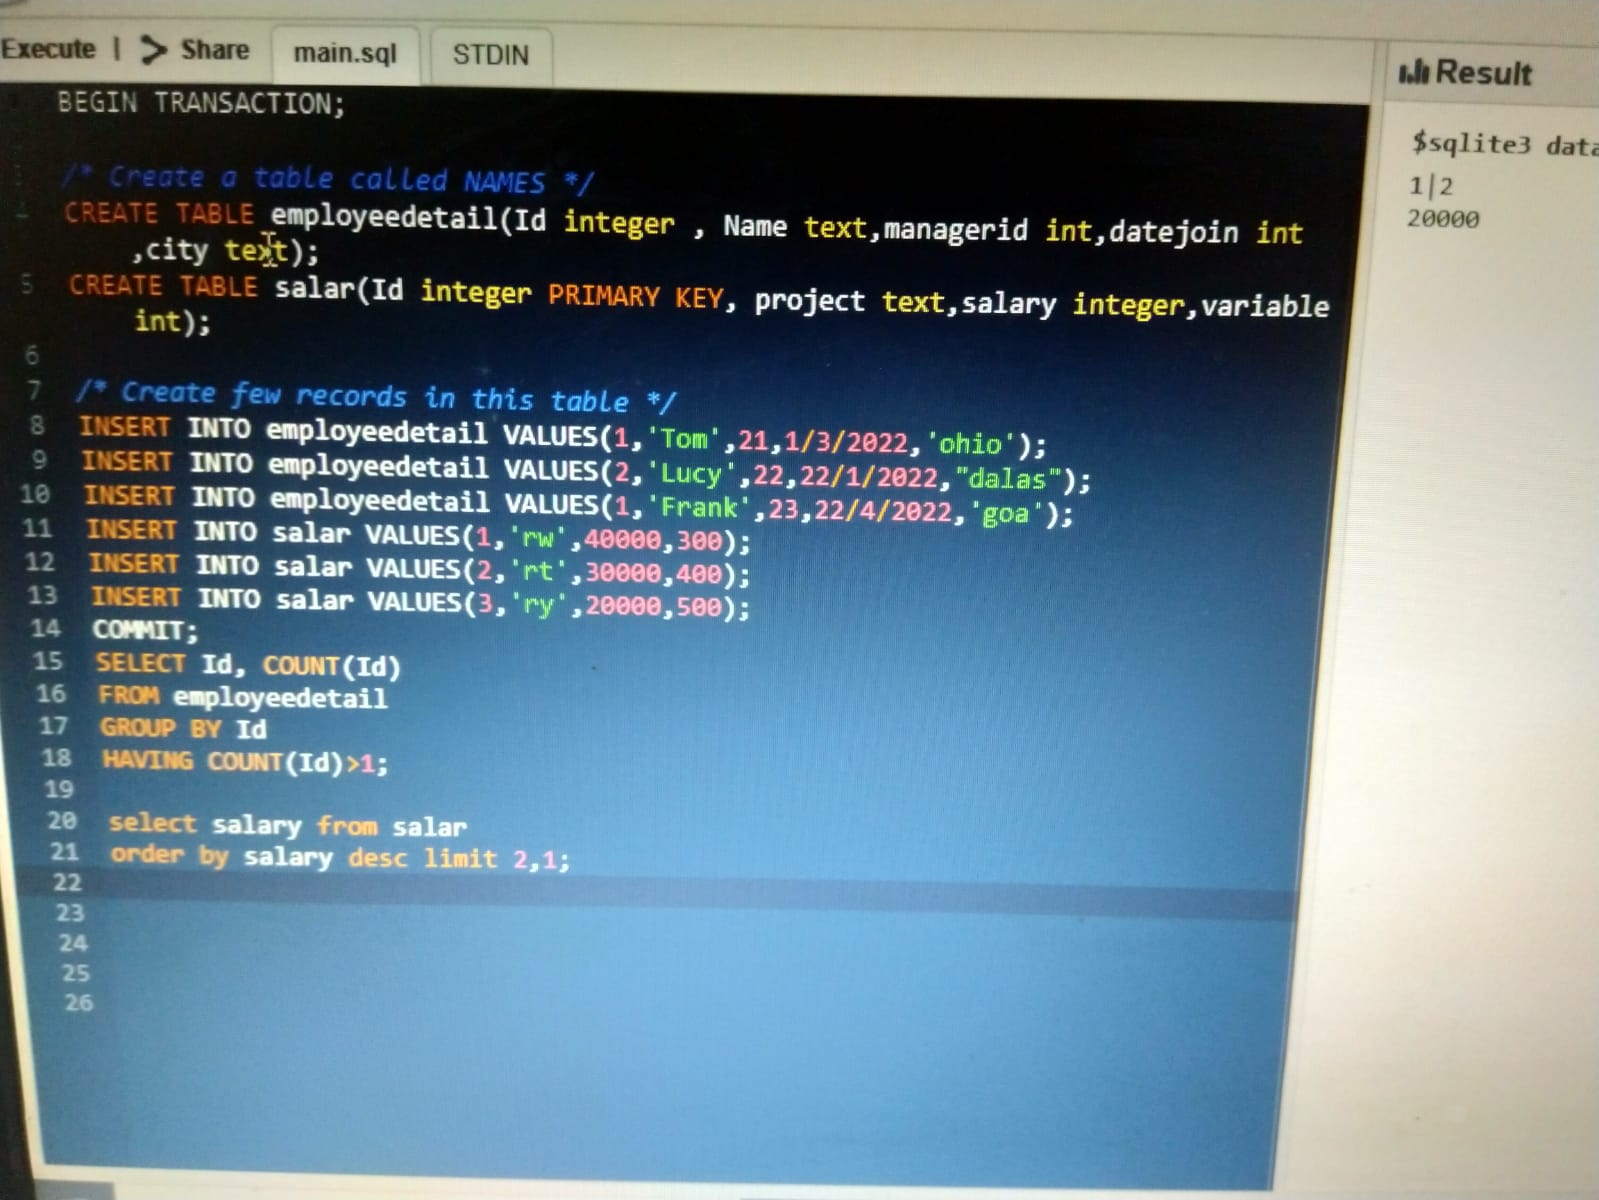 Execute | > Share main.sql STDIN
Result
BEGIN TRANSACTION;
/* Create a table called NAMES */
CREATE TABLE employeedetail(Id integer , Name text,managerid int,datejoin int
,city text);
5 CREATE TABLE salar(Id integer PRIMARY KEY, project text,salary integer,variable
int);
6
7 /* Create few records in this table */
8 INSERT INTO employeedetail VALUES(1,'Tom',21,1/3/2022,'ohio');
9 INSERT INTO employeedetail VALUES(2,'Lucy',22,22/1/2022,"dalas");
10 INSERT INTO employeedetail VALUES(1,'Frank',23,22/4/2022,'goa');
11 INSERT INTO salar VALUES(1,'rw',40000,300);
12 INSERT INTO salar VALUES(2,'rt',30000,400);
13 INSERT INTO salar VALUES(3,'ry',20000,500);
14 COMMIT;
15 SELECT Id, COUNT(Id)
16 FROM employeedetail
17 GROUP BY Id
18 HAVING COUNT(Id)>1;
19
20 select salary from salar
21 order by salary desc limit 2,1;
22
23
24
25
26
$sqlite3 data
1|2
20000